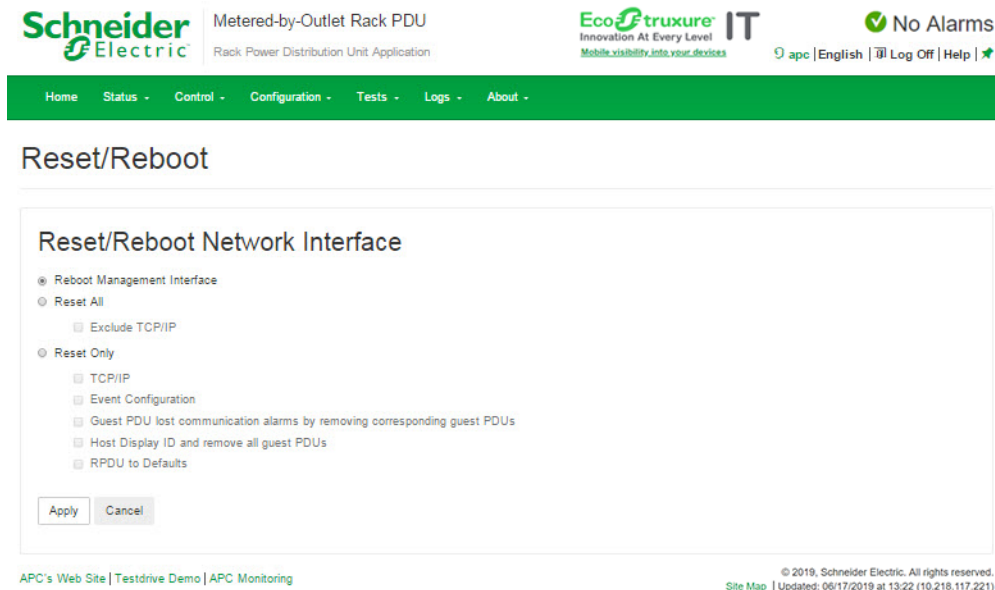 Schneider Electric
Metered-by-Outlet Rack PDU
Rack Power Distribution Unit Application
EcoStruxure IT
Innovation At Every Level
Mobile visibility into your devices
No Alarms
apc | English | Log Off | Help |
Home Status Control Configuration Tests Logs About
Reset/Reboot
Reset/Reboot Network Interface
Reboot Management Interface
Reset All
Exclude TCP/IP
Reset Only
TCP/IP
Event Configuration
Guest PDU lost communication alarms by removing corresponding guest PDUs
Host Display ID and remove all guest PDUs
RPDU to Defaults
Apply Cancel
APC's Web Site | Testdrive Demo | APC Monitoring
© 2019, Schneider Electric. All rights reserved.
Site Map | Updated: 06/17/2019 at 13:22 (10.218.117.221)